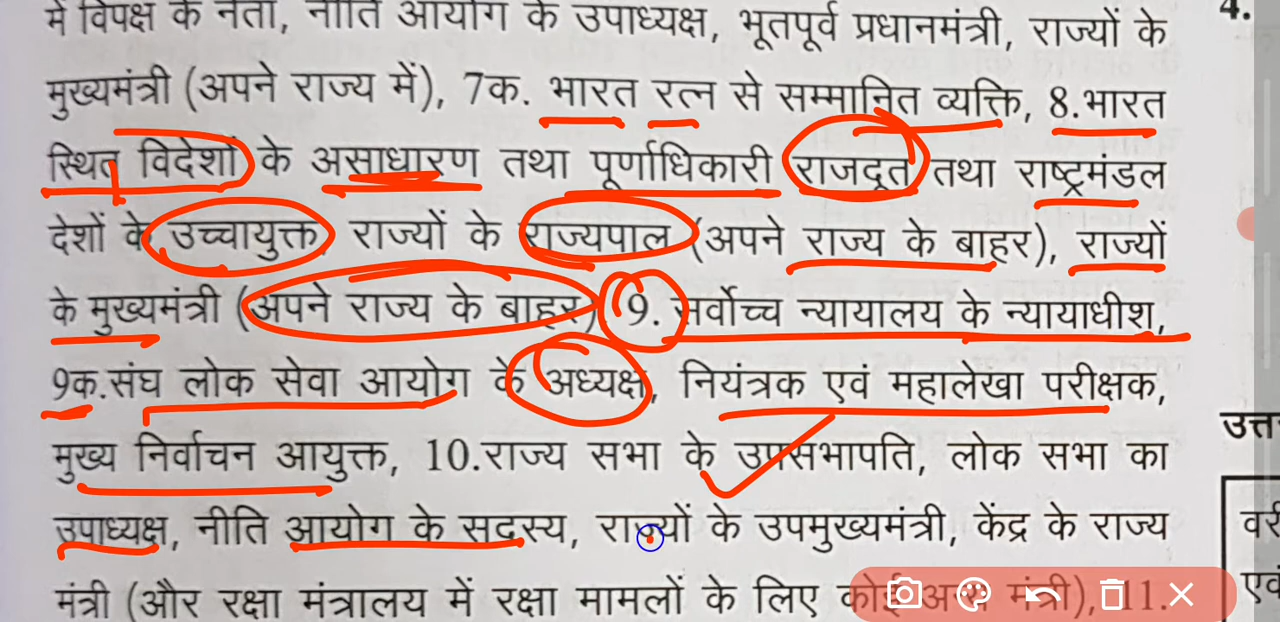 में विपक्ष के नेता, नीति आयोग के उपाध्यक्ष, भूतपूर्व प्रधानमंत्री, राज्यों के
4.
मुख्यमंत्री (अपने राज्य में), 7क. भारत रत्न से सम्मानित व्यक्ति, 8.भारत
स्थित विदेशों के असाधारण तथा पूर्णाधिकारी राजदूत तथा राष्ट्रमंडल
देशों के उच्चायुक्त राज्यों के राज्यपाल (अपने राज्य के बाहर), राज्यों
के मुख्यमंत्री (अपने राज्य के बाहर) 9. सर्वोच्च न्यायालय के न्यायाधीश,
9क.संघ लोक सेवा आयोग के अध्यक्ष, नियंत्रक एवं महालेखा परीक्षक,
मुख्य निर्वाचन आयुक्त, 10.राज्य सभा के उपसभापति, लोक सभा का
उपाध्यक्ष, नीति आयोग के सदस्य, राज्यों के उपमुख्यमंत्री, केंद्र के राज्य
मंत्री (और रक्षा मंत्रालय में रक्षा मामलों के लिए कोई अन्य मंत्री), 11.